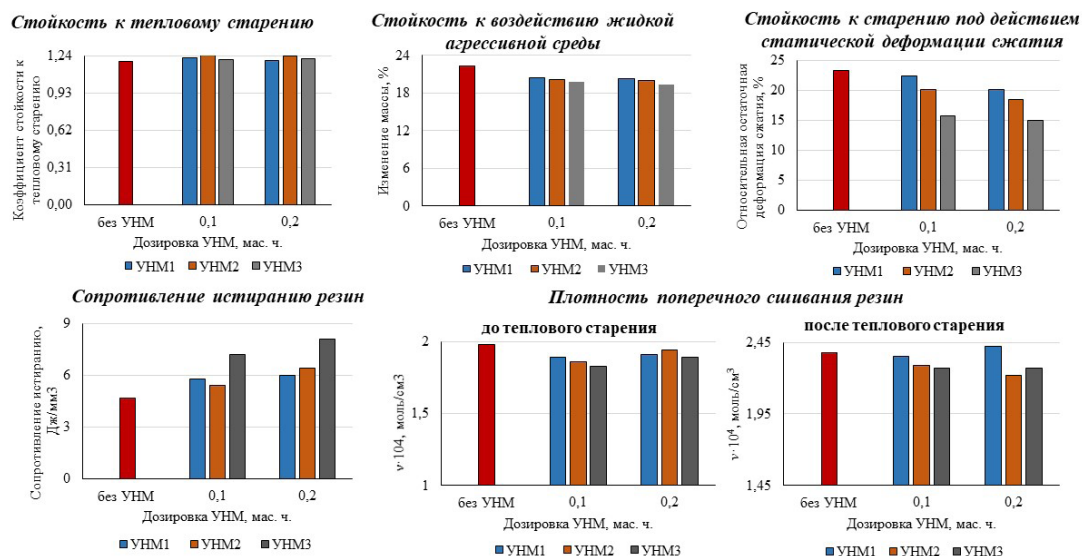 Стойкость к тепловому старению
Коэффициент стойкости к
тепловому старению
1,24
0,93
0,62
0,31
0,00
без УНМ
0,1
0,2
Дозировка УНМ, мас. ч.
УНМ1 УНМ2 УНМ3
Стойкость к воздействию жидкой
агрессивной среды
Изменение массы, %
24
18
12
6
0
без УНМ
0,1
0,2
Дозировка УНМ, мас. ч.
УНМ1 УНМ2 УНМ3
Стойкость к старению под действием
статической деформации сжатия
Относительная остаточная
деформация сжатия, %
25
20
15
10
5
0
без УНМ
0,1
0,2
Дозировка УНМ, мас. ч.
УНМ1 УНМ2 УНМ3
Сопротивление истиранию резин
Сопротивление истиранию,
Дж/мм3
9
6
3
0
без УНМ
0,1
0,2
Дозировка УНМ, мас. ч.
УНМ1 УНМ2 УНМ3
Плотность поперечного сшивания резин
до теплового старения
ν·104, моль/см3
2
1,5
1
без УНМ
0,1
0,2
Дозировка УНМ, мас. ч.
УНМ1 УНМ2 УНМ3
после теплового старения
ν·10⁴, моль/см³
2,45
1,95
1,45
без УНМ
0,1
0,2
Дозировка УНМ, мас. ч.
УНМ1 УНМ2 УНМ3